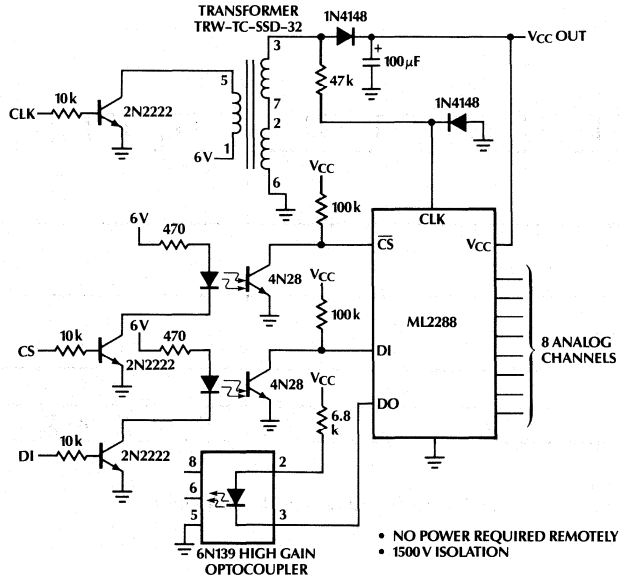 TRANSFORMER
TRW-TC-SSD-32
1N4148
3
VCC OUT
+
100µF
5
47k
10k
CLK
2N2222
7
2
1N4148
1
6V
6
VCC
100k
CLK
6V
470
CS
VCC
4N28
VCC
100k
ML2288
8 ANALOG
CHANNELS
10k
6V
470
CS
2N2222
DI
4N28
VCC
6.8
k
DO
10k
DI
2N2222
8
2
6
5
3
6N139 HIGH GAIN
OPTOCOUPLER
• NO POWER REQUIRED REMOTELY
• 1500V ISOLATION